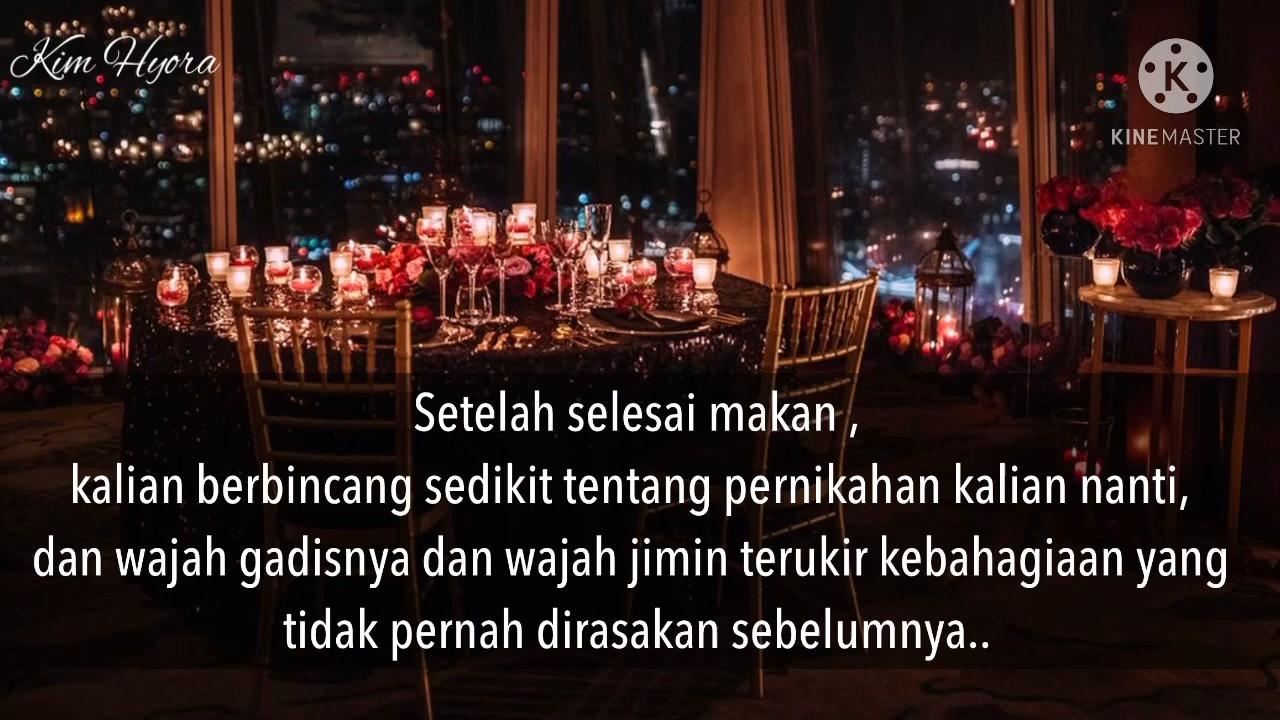 Kim Hyora
K
KINEMASTER
Setelah selesai makan ,
kalian berbincang sedikit tentang pernikahan kalian nanti,
dan wajah gadisnya dan wajah jimin terukir kebahagiaan yang
tidak pernah dirasakan sebelumnya..